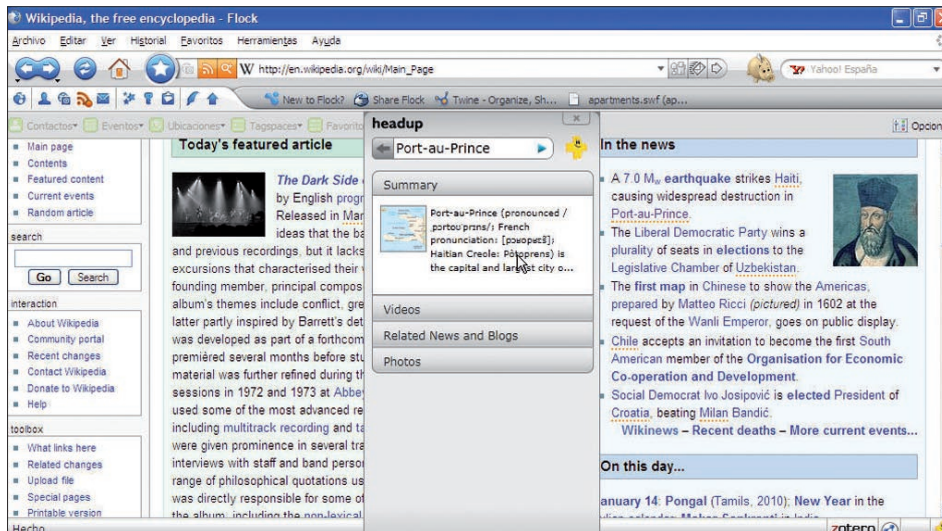 Wikipedia, the free encyclopedia - Flock
Archivo Editar Ver Historial Favoritos Herramientas Ayuda
W http://en.wikipedia.org/wiki/Main_Page
Yahoo! España
New to Flock? Share Flock Twine - Organize, Sh... apartments.swf (ap...
Contactos Eventos Ubicaciones Tagspaces Favorito
Opcion
Main page
Contents
Featured content
Current events
Random article
search
Go Search
interaction
About Wikipedia
Community portal
Recent changes
Contact Wikipedia
Donate to Wikipedia
Help
toolbox
What links here
Related changes
Upload file
Special pages
Printable version
Hecho
Today's featured article
The Dark Side
by English
Released in
ideas that the
and previous recordings, but it lacks
excursions that characterised their
founding member, principal
album's themes include conflict,
latter partly inspired by Barrett's
was developed as part of a
premièred several months before
material was further refined during
sessions in 1972 and 1973 at
used some of the most advanced
including multitrack recording and
were given prominence in several
interviews with staff and band
range of philosophical quotations
was directly responsible for some of
the album, including the non-lexical
headup
Port-au-Prince
Summary
Port-au-Prince (pronounced /
French
pronunciation:
Haitian Creole: Pòtoprens) is
the capital and largest city o...
Videos
Related News and Blogs
Photos
In the news
A 7.0 Mw earthquake strikes Haiti,
causing widespread destruction in
Port-au-Prince.
The Liberal Democratic Party wins a
plurality of seats in elections to the
Legislative Chamber of Uzbekistan.
The first map in Chinese to show the Americas,
prepared by Matteo Ricci (pictured) in 1602 at the
request of the Wanli Emperor, goes on public display.
Chile accepts an invitation to become the first South
American member of the Organisation for Economic
Co-operation and Development.
Social Democrat Ivo Josipović is elected President of
Croatia, beating Milan Bandić.
Wikinews – Recent deaths – More current events...
On this day...
anuary 14: Pongal (Tamils, 2010); New Year in the
zotero